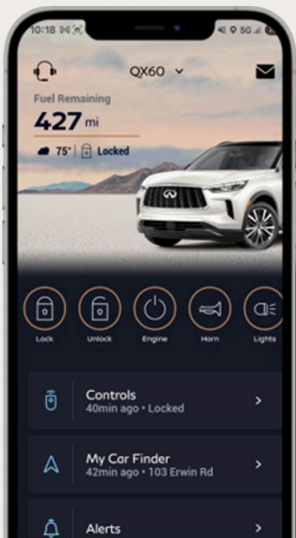 10:18
5G
QX60
Fuel Remaining
427 mi
75° Locked
Lock Unlock Engine Horn Lights
Controls
40min ago • Locked
My Car Finder
42min ago • 103 Erwin Rd
Alerts